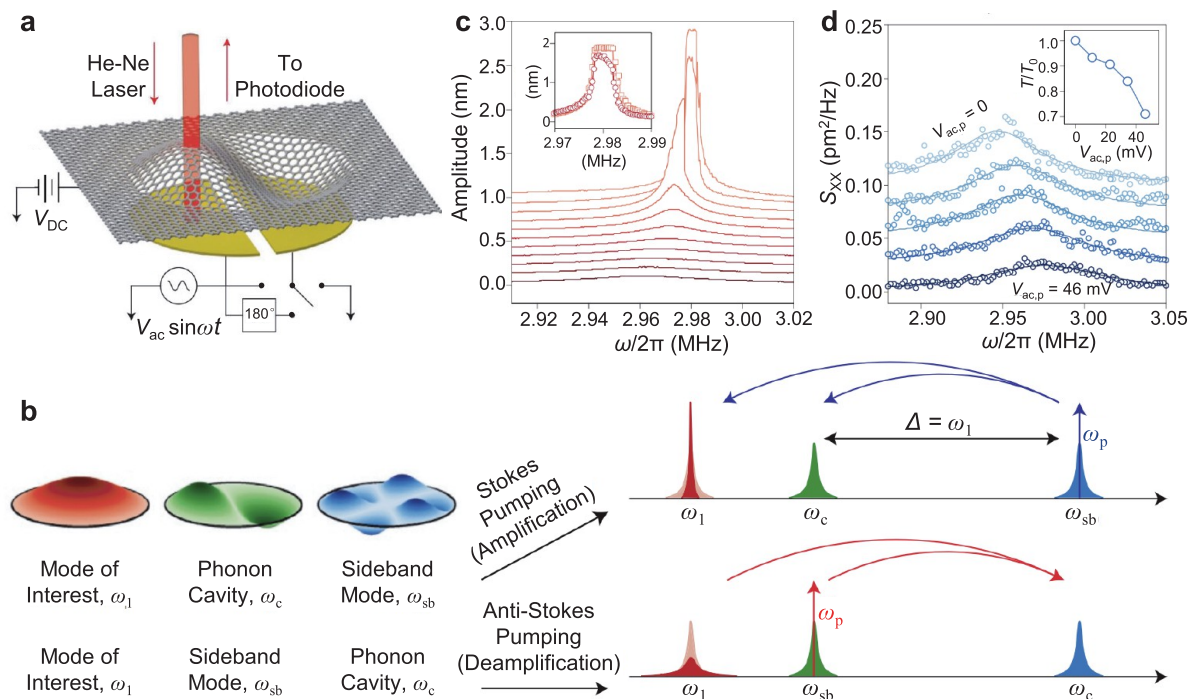 a
He-Ne
Laser
To
Photodiode
V_DC
V_ac sinωt
180°
c
Amplitude (nm)
3.0
2.5
2.0
1.5
1.0
0.5
0.0
2.92 2.94 2.96 2.98 3.00 3.02
ω/2π (MHz)
(nm)
2
1
0
2.97 2.98 2.99
(MHz)
d
S_XX (pm²/Hz)
0.25
0.20
0.15
0.10
0.05
0.00
2.90 2.95 3.00 3.05
ω/2π (MHz)
V_ac,p = 0
V_ac,p = 46 mV
T/T_0
1.0
0.9
0.8
0.7
0 20 40
V_ac,p (mV)
b
Mode of
Interest, ω_1
Phonon
Cavity, ω_c
Sideband
Mode, ω_sb
Mode of
Interest, ω_1
Sideband
Mode, ω_sb
Phonon
Cavity, ω_c
Stokes
Pumping
(Amplification)
Δ = ω_1
ω_p
ω_1 ω_c ω_sb
Anti-Stokes
Pumping
(Deamplification)
ω_p
ω_1 ω_sb ω_c